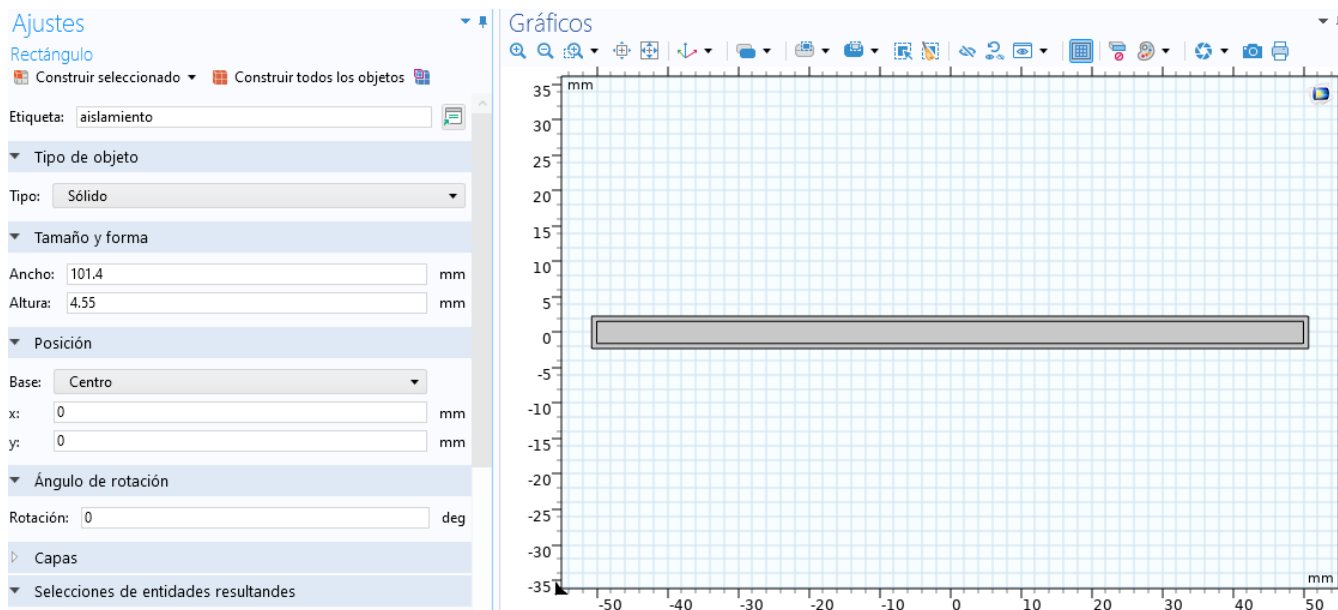 Ajustes
Rectángulo
Construir seleccionado
Construir todos los objetos
Etiqueta: aislamiento
Tipo de objeto
Tipo: Sólido
Tamaño y forma
Ancho: 101.4 mm
Altura: 4.55 mm
Posición
Base: Centro
x: 0 mm
y: 0 mm
Ángulo de rotación
Rotación: 0 deg
Capas
Selecciones de entidades resultandes
Gráficos
mm
35
30
25
20
15
10
5
0
-5
-10
-15
-20
-25
-30
-35
mm
-50 -40 -30 -20 -10 0 10 20 30 40 50